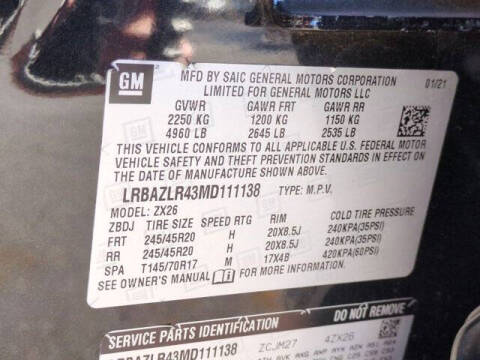 GM
MFD BY SAIC GENERAL MOTORS CORPORATION
LIMITED FOR GENERAL MOTORS LLC
01/21
GVWR GAWR FRT GAWR RR
2250 KG 1200 KG 1150 KG
4960 LB 2645 LB 2535 LB
THIS VEHICLE CONFORMS TO ALL APPLICABLE U.S. FEDERAL MOTOR
VEHICLE SAFETY AND THEFT PREVENTION STANDARDS IN EFFECT ON
THE DATE OF MANUFACTURE SHOWN ABOVE.
LRBAZLR43MD111138 TYPE: M.P.V.
MODEL: ZX26
ZBDJ TIRE SIZE SPEED RTG RIM COLD TIRE PRESSURE
FRT 245/45R20 H 20X8.5J 240KPA(35PSI)
RR 245/45R20 H 20X8.5J 240KPA(35PSI)
SPA T145/70R17 M 17X4B 420KPA(60PSI)
SEE OWNER'S MANUAL FOR MORE INFORMATION.
SERVICE PARTS IDENTIFICATION DO NOT REMOVE
LRBAZLR43MD111138 ZCJM27 4ZX26